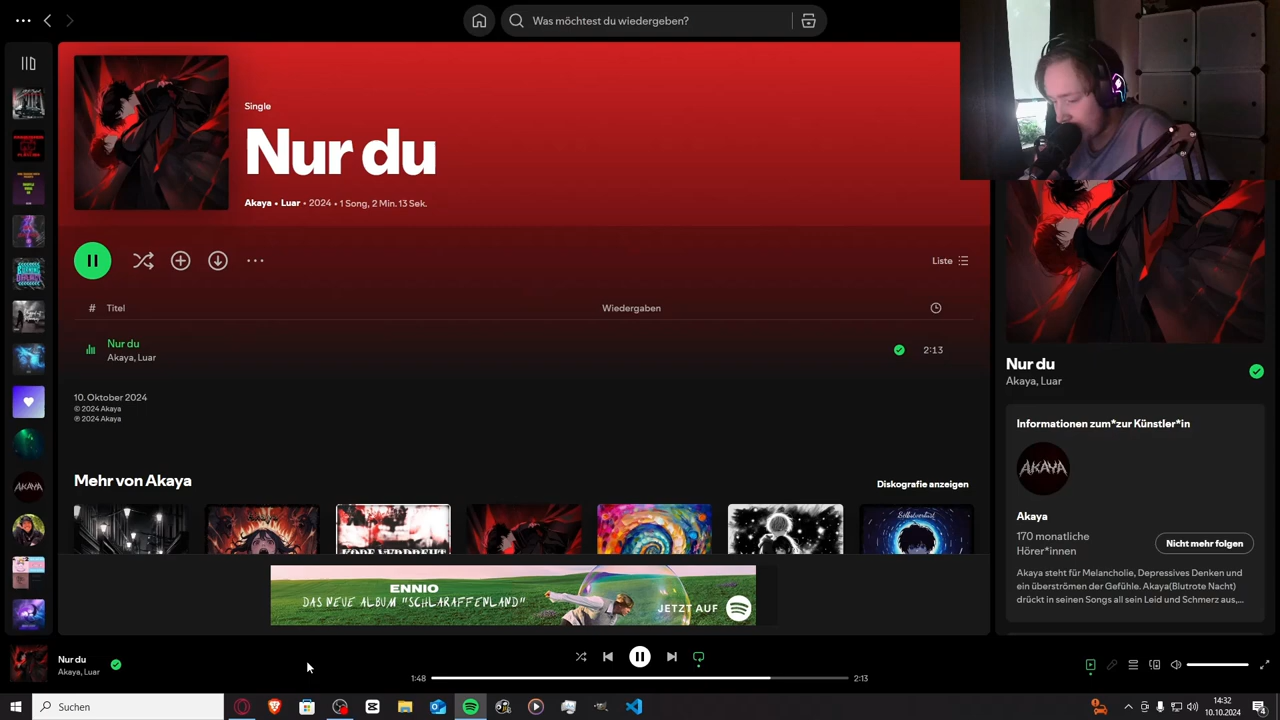 Was möchtest du wiedergeben?
Single
Nur du
Akaya • Luar • 2024 • 1 Song, 2 Min. 13 Sek.
Liste
# Titel Wiedergaben
Nur du
Akaya, Luar
2:13
10. Oktober 2024
© 2024 Akaya
℗ 2024 Akaya
Mehr von Akaya
Diskografie anzeigen
KOPF VERDREHT
Selbstverlust
ENNIO
DAS NEUE ALBUM "SCHLARAFFENLAND"
JETZT AUF
Nur du
Akaya, Luar
Informationen zum*zur Künstler*in
AKAYA
Akaya
170 monatliche
Hörer*innen
Nicht mehr folgen
Akaya steht für Melancholie, Depressives Denken und
ein überströmen der Gefühle. Akaya(Blutrote Nacht)
drückt in seinen Songs all sein Leid und Schmerz aus,...
Nur du
Akaya, Luar
1:48
2:13
Suchen
14:32
10.10.2024